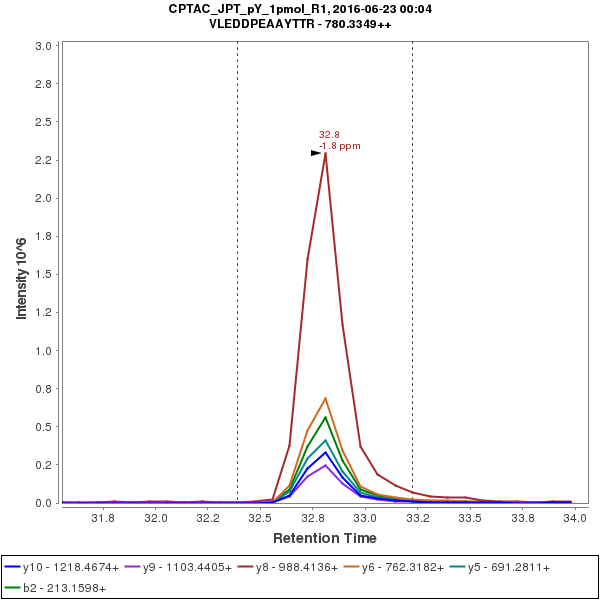 CPTAC_JPT_pY_1pmol_R1, 2016-06-23 00:04
VLEDDPEAAYTTR - 780.3349++
3.0
2.8
2.5
2.2
2.0
1.8
1.5
1.2
1.0
0.8
0.5
0.2
0.0
Intensity 10^6
32.8
-1.8 ppm
31.8
32.0
32.2
32.5
32.8
33.0
33.2
33.5
33.8
34.0
Retention Time
y10 - 1218.4674+
y9 - 1103.4405+
y8 - 988.4136+
y6 - 762.3182+
y5 - 691.2811+
b2 - 213.1598+